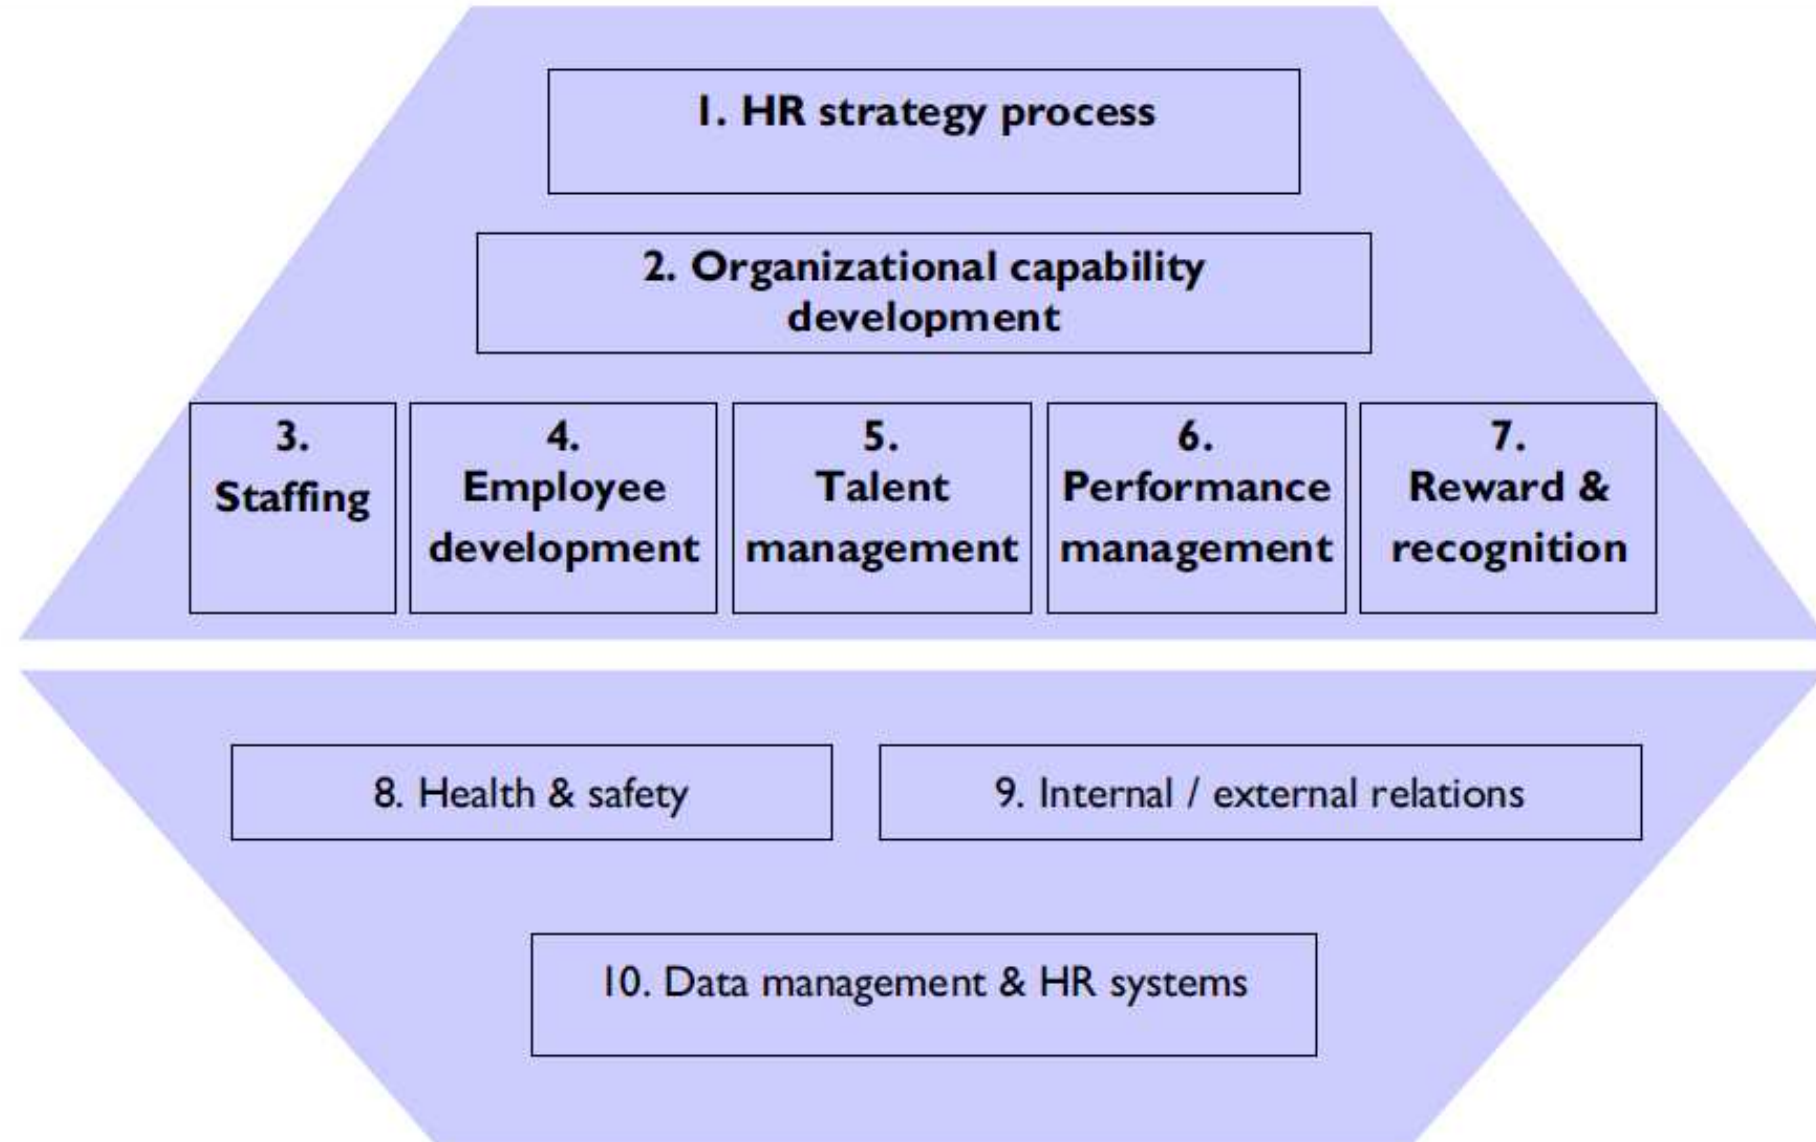 1. HR strategy process
2. Organizational capability
development
3.
Staffing
4.
Employee
development
5.
Talent
management
6.
Performance
management
7.
Reward &
recognition
8. Health & safety
9. Internal / external relations
10. Data management & HR systems